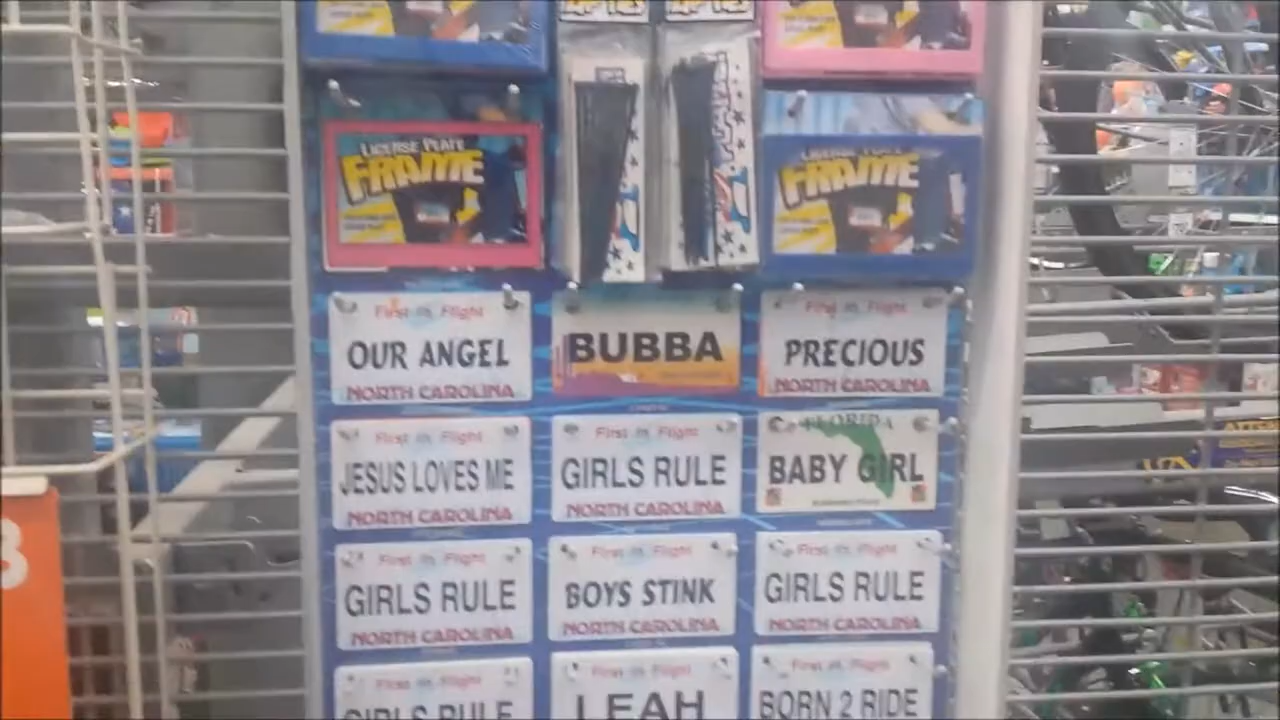 LICENSE PLATE
FRAME
LICENSE PLATE
FRAME
First in Flight
OUR ANGEL
NORTH CAROLINA
BUBBA
First in Flight
PRECIOUS
NORTH CAROLINA
First in Flight
JESUS LOVES ME
NORTH CAROLINA
First in Flight
GIRLS RULE
NORTH CAROLINA
FLORIDA
BABY GIRL
First in Flight
GIRLS RULE
NORTH CAROLINA
First in Flight
BOYS STINK
NORTH CAROLINA
First in Flight
GIRLS RULE
NORTH CAROLINA
First in Flight
GIRLS RULE
First in Flight
LEAH
First in Flight
BORN 2 RIDE